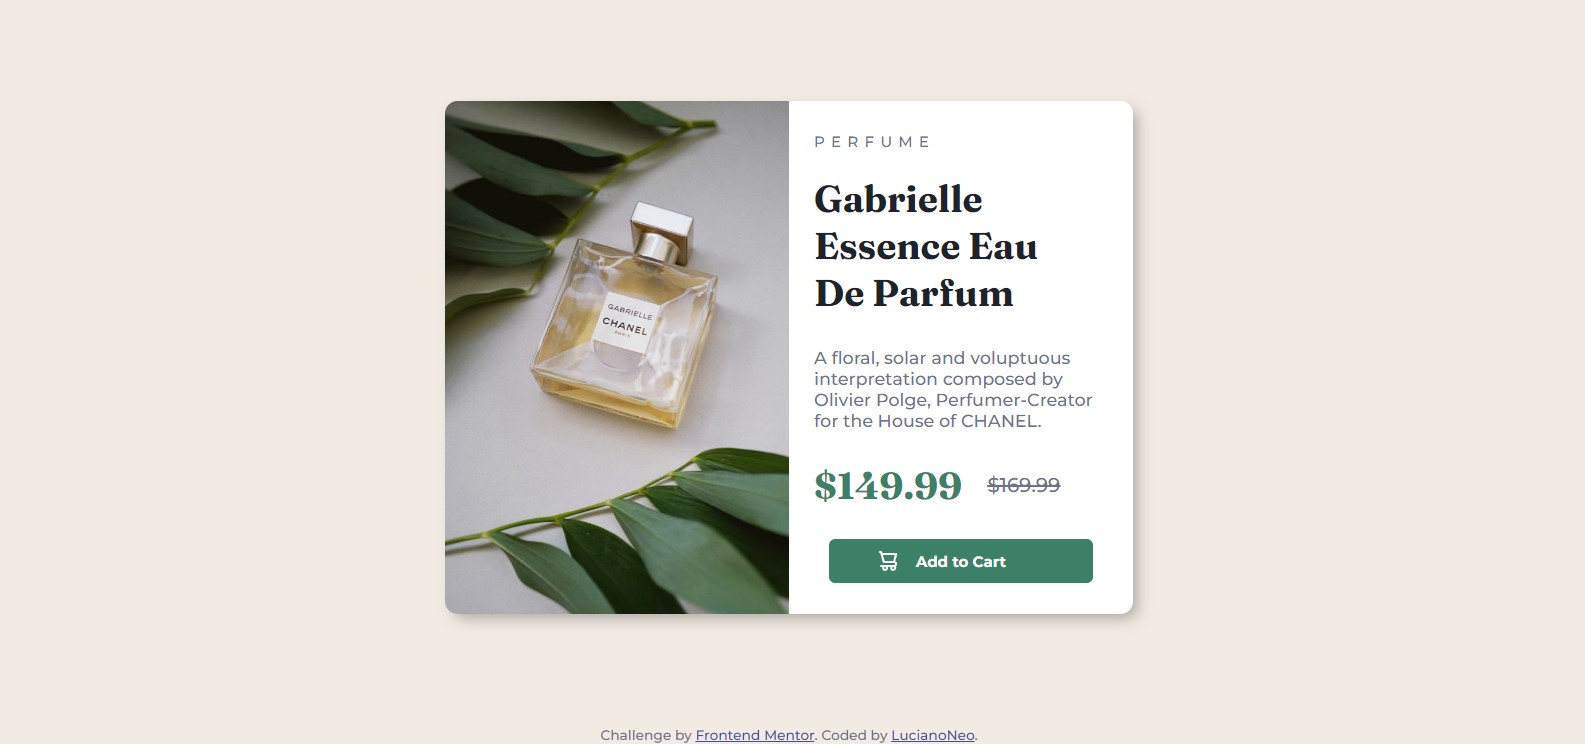 PERFUME
Gabrielle
Essence Eau
De Parfum
GABRIELLE
CHANEL
PARIS
A floral, solar and voluptuous
interpretation composed by
Olivier Polge, Perfumer-Creator
for the House of CHANEL.
$149.99 $169.99
Add to Cart
Challenge by Frontend Mentor. Coded by LucianoNeo.